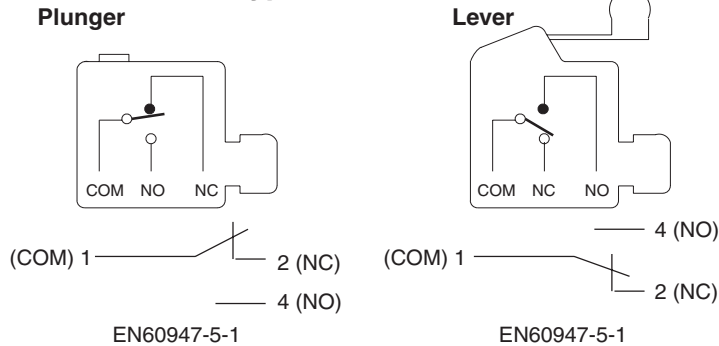 Plunger
COM NO NC
(COM) 1
2 (NC)
4 (NO)
EN60947-5-1
Lever
COM NC NO
4 (NO)
(COM) 1
2 (NC)
EN60947-5-1